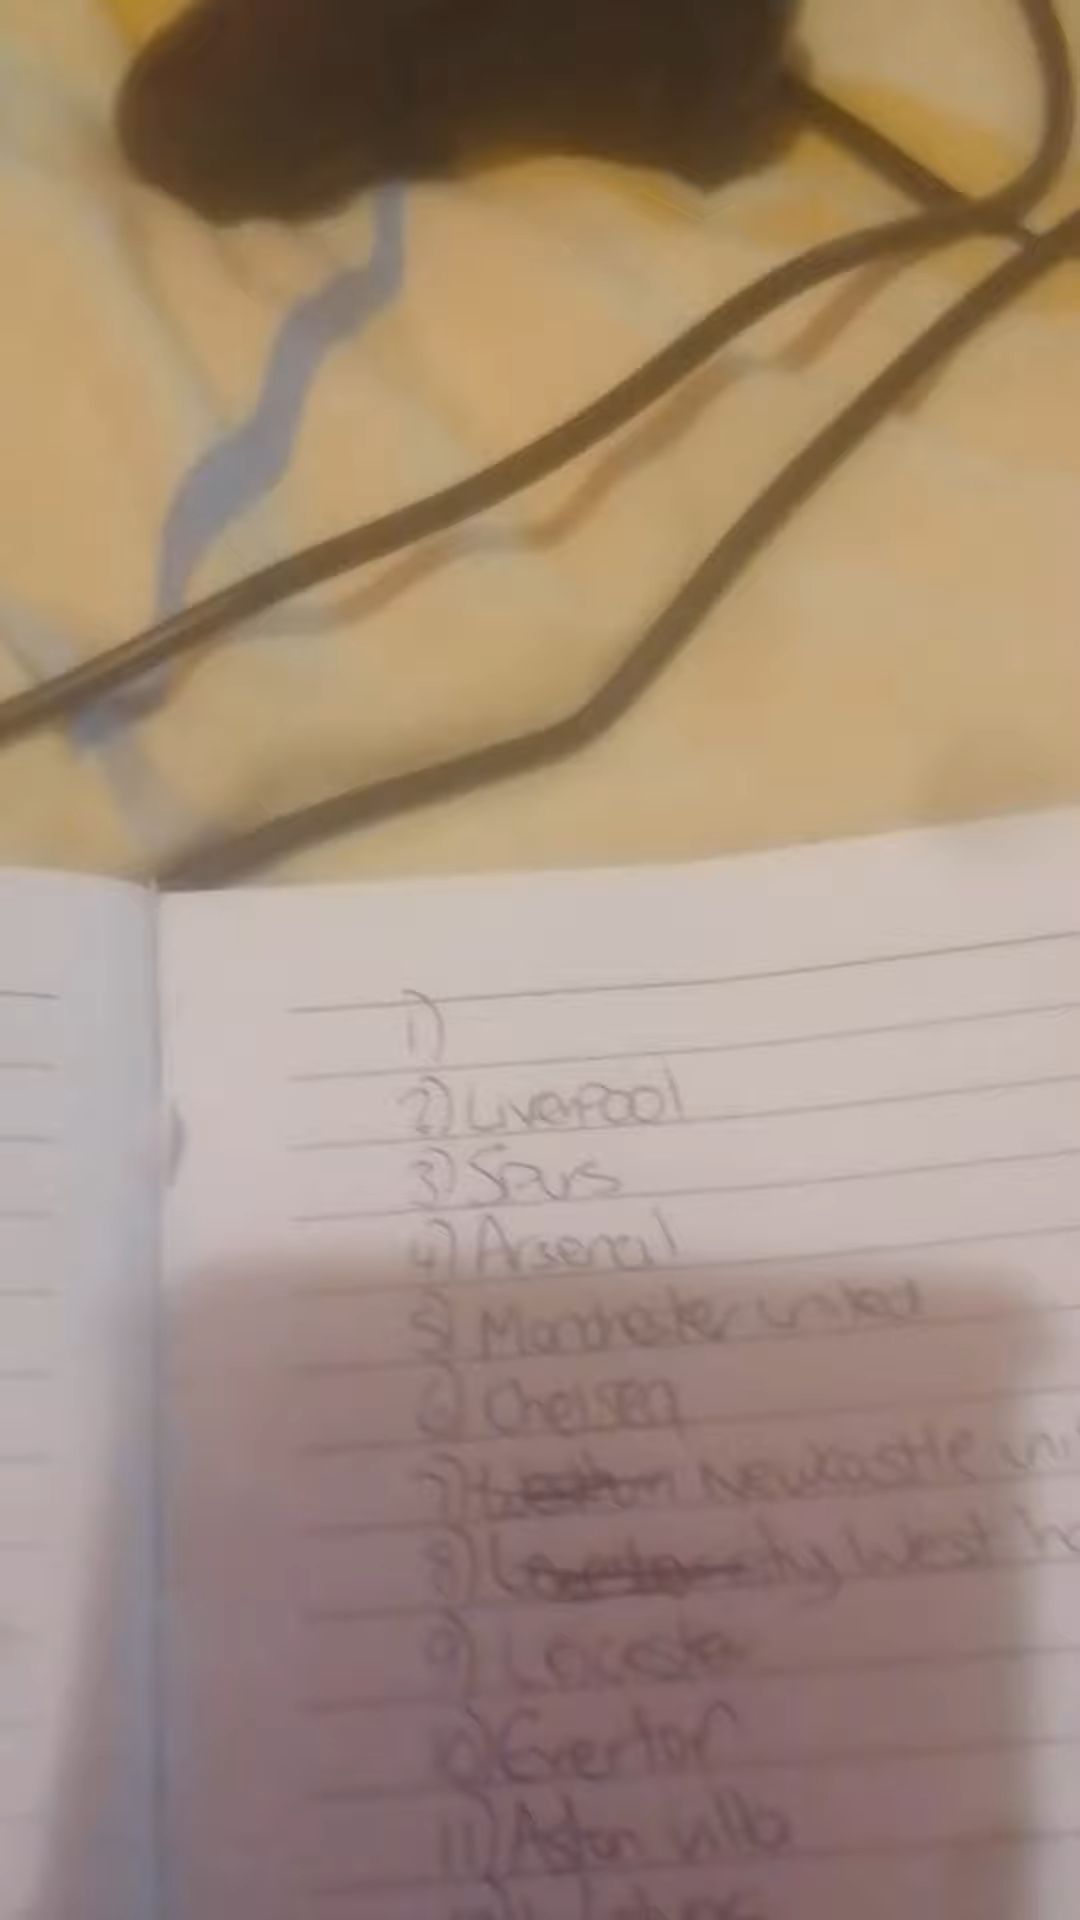 1)
2) Liverpool
3) Spurs
4) Arsenal
5) Manchester united
6) Chelsea
7) Newcastle
8) West
9) Leicester
10) Everton
11) Aston villa